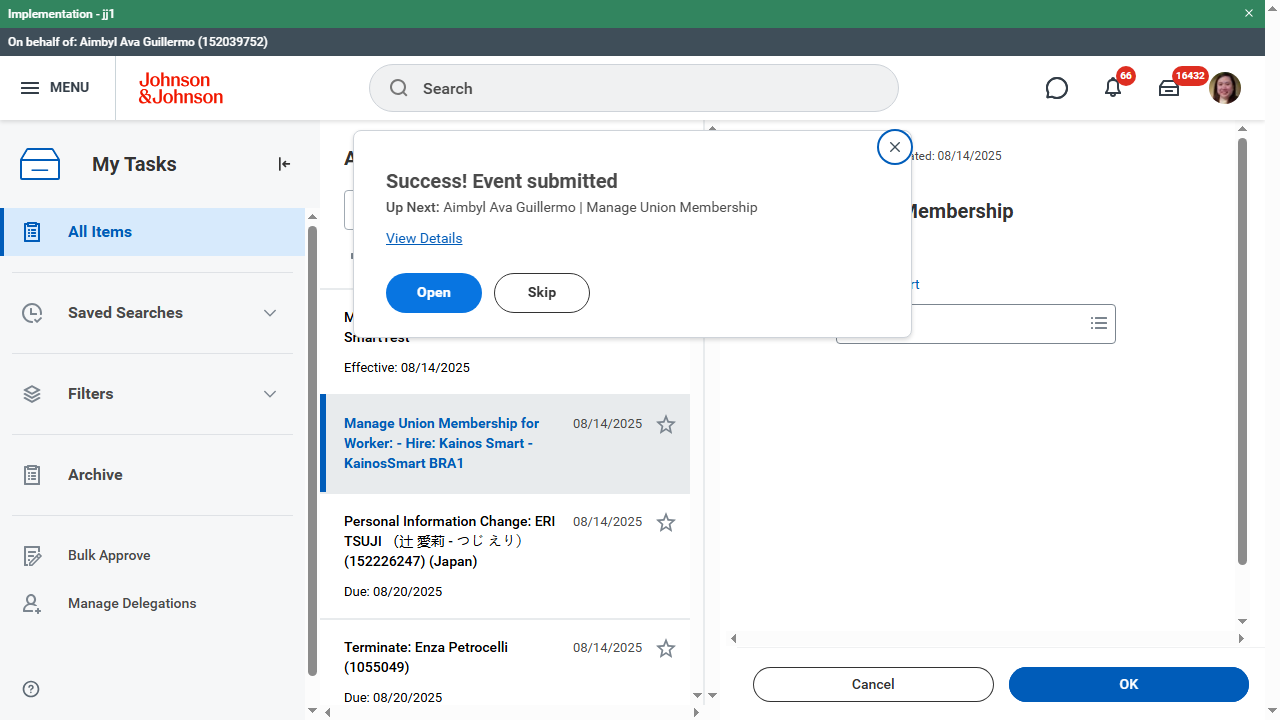 Implementation - jj1
On behalf of: Aimbyl Ava Guillermo (152039752)
MENU
Johnson
&Johnson
Search
66
16432
My Tasks
All Items
Saved Searches
Filters
Archive
Bulk Approve
Manage Delegations
Success! Event submitted
Up Next: Aimbyl Ava Guillermo | Manage Union Membership
View Details
Open
Skip
SmartTest
Effective: 08/14/2025
Manage Union Membership for
Worker: - Hire: Kainos Smart -
KainosSmart BRA1
08/14/2025
Personal Information Change: ERI
TSUJI （辻 愛莉 - つじ えり）
(152226247) (Japan)
08/14/2025
Due: 08/20/2025
Terminate: Enza Petrocelli
(1055049)
08/14/2025
Due: 08/20/2025
08/14/2025
Membership
Cancel
OK